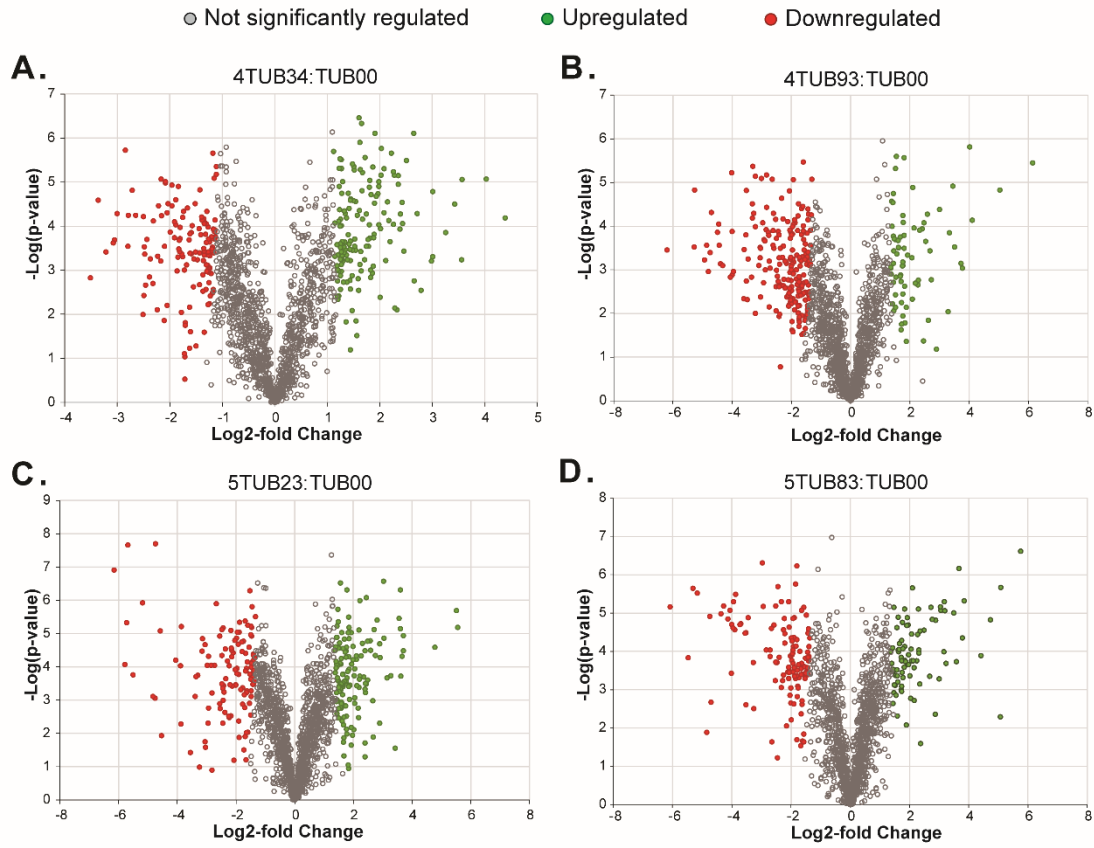 Not significantly regulated Upregulated Downregulated
A. B.
4TUB34:TUB00 4TUB93:TUB00
7
6
5
4
3
2
1
0
-Log(p-value)
-4 -3 -2 -1 0 1 2 3 4 5
Log2-fold Change
7
6
5
4
3
2
1
0
-Log(p-value)
-8 -6 -4 -2 0 2 4 6 8
Log2-fold Change
C. D.
5TUB23:TUB00 5TUB83:TUB00
9
8
7
6
5
4
3
2
1
0
-Log(p-value)
-8 -6 -4 -2 0 2 4 6 8
Log2-fold Change
8
7
6
5
4
3
2
1
0
-Log(p-value)
-8 -6 -4 -2 0 2 4 6 8
Log2-fold Change